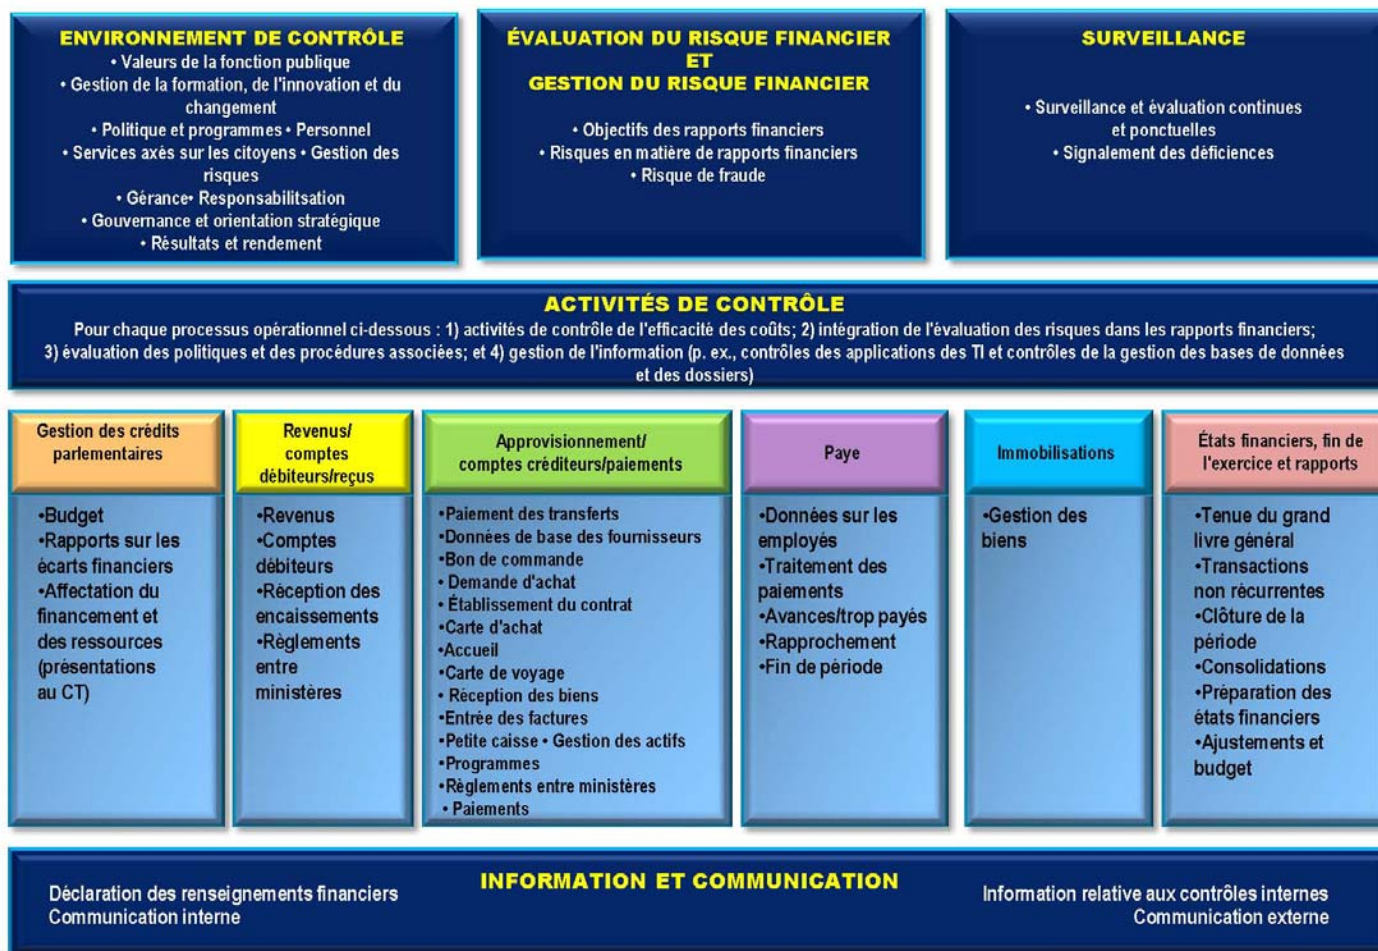 ENVIRONNEMENT DE CONTRÔLE
• Valeurs de la fonction publique
• Gestion de la formation, de l'innovation et du
changement
• Politique et programmes • Personnel
• Services axés sur les citoyens • Gestion des
risques
• Gérance• Responsabilitsation
• Gouvernance et orientation stratégique
• Résultats et rendement
ÉVALUATION DU RISQUE FINANCIER
ET
GESTION DU RISQUE FINANCIER
• Objectifs des rapports financiers
• Risques en matière de rapports financiers
• Risque de fraude
SURVEILLANCE
• Surveillance et évaluation continues
et ponctuelles
• Signalement des déficiences
ACTIVITÉS DE CONTRÔLE
Pour chaque processus opérationnel ci-dessous : 1) activités de contrôle de l'efficacité des coûts; 2) intégration de l'évaluation des risques dans les rapports financiers;
3) évaluation des politiques et des procédures associées; et 4) gestion de l'information (p. ex., contrôles des applications des TI et contrôles de la gestion des bases de données
et des dossiers)
Gestion des crédits
parlementaires
•Budget
•Rapports sur les
écarts financiers
•Affectation du
financement et
des ressources
(présentations
au CT)
Revenus/
comptes
débiteurs/reçus
•Revenus
•Comptes
débiteurs
•Réception des
encaissements
•Règlements
entre
ministères
Approvisionnement/
comptes créditeurs/paiements
•Paiement des transferts
•Données de base des fournisseurs
•Bon de commande
• Demande d'achat
• Établissement du contrat
•Carte d'achat
•Accueil
•Carte de voyage
• Réception des biens
•Entrée des factures
•Petite caisse • Gestion des actifs
•Programmes
•Règlements entre ministères
• Paiements
Paye
•Données sur les
employés
•Traitement des
paiements
•Avances/trop payés
•Rapprochement
•Fin de période
Immobilisations
•Gestion des
biens
États financiers, fin de
l'exercice et rapports
•Tenue du grand
livre général
•Transactions
non récurrentes
•Clôture de la
période
•Consolidations
•Préparation des
états financiers
•Ajustements et
budget
INFORMATION ET COMMUNICATION
Déclaration des renseignements financiers
Communication interne
Information relative aux contrôles internes
Communication externe